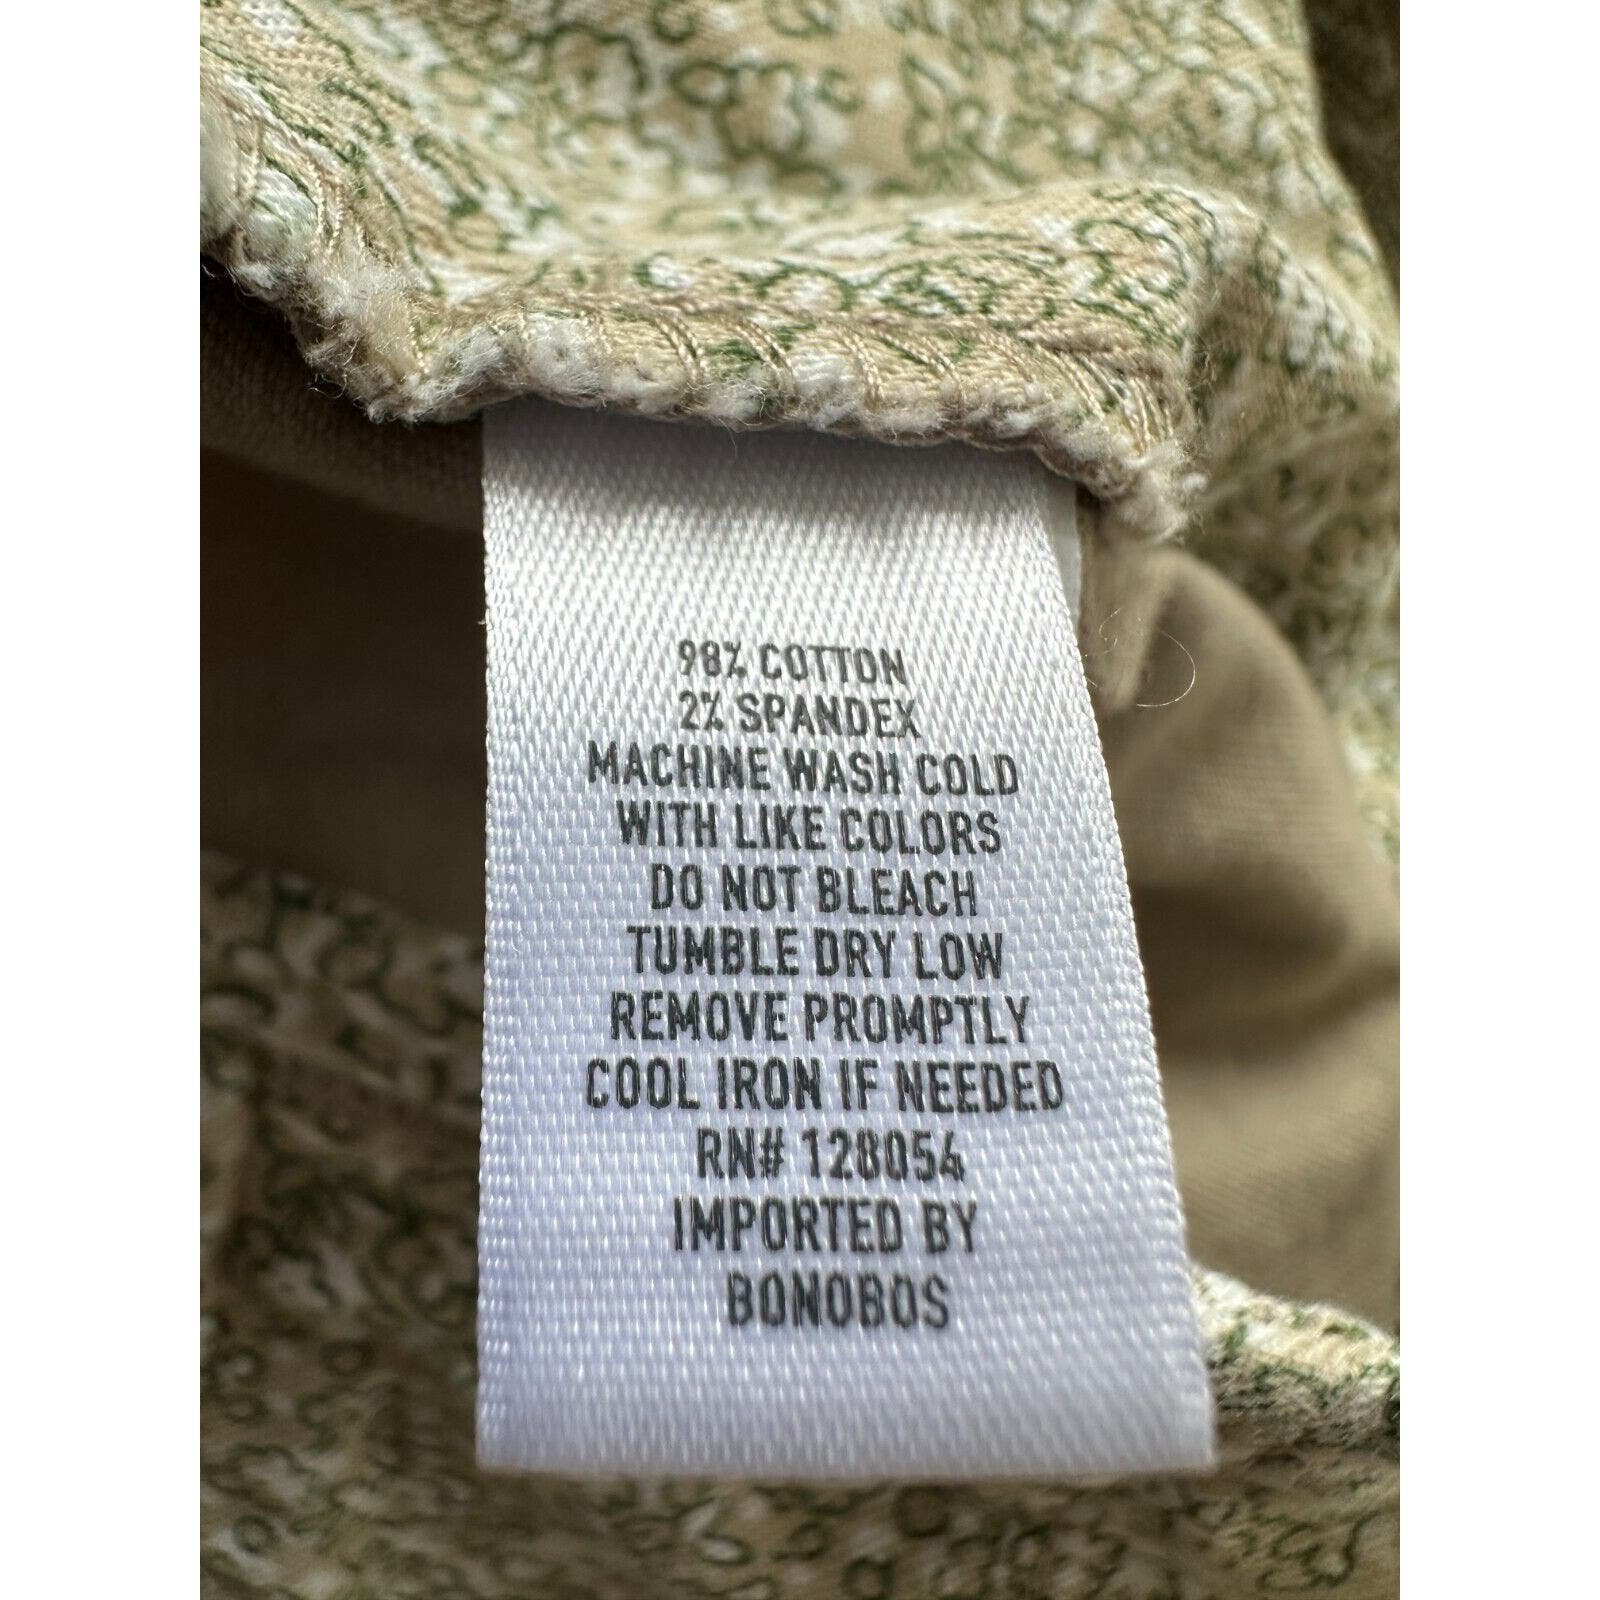 98% COTTON
2% SPANDEX
MACHINE WASH COLD
WITH LIKE COLORS
DO NOT BLEACH
TUMBLE DRY LOW
REMOVE PROMPTLY
COOL IRON IF NEEDED
RN# 128054
IMPORTED BY
BONOBOS